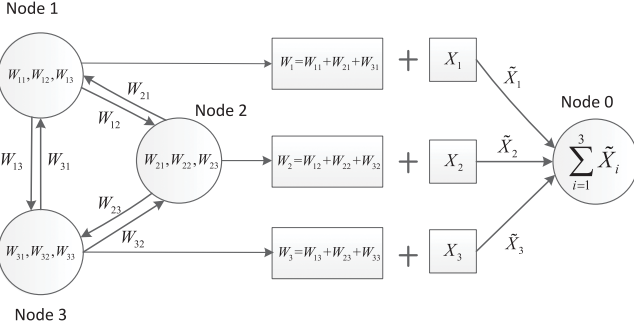 Node 1
W₁₁,W₁₂,W₁₃
W₂₁
W₁₂
W₁₃
W₃₁
Node 2
W₂₁,W₂₂,W₂₃
W₂₃
W₃₂
W₃₁,W₃₂,W₃₃
Node 3
W₁=W₁₁+W₂₁+W₃₁
+
X₁
X̃₁
W₂=W₁₂+W₂₂+W₃₂
+
X₂
X̃₂
W₃=W₁₃+W₂₃+W₃₃
+
X₃
X̃₃
Node 0
3
∑ X̃ᵢ
i=1